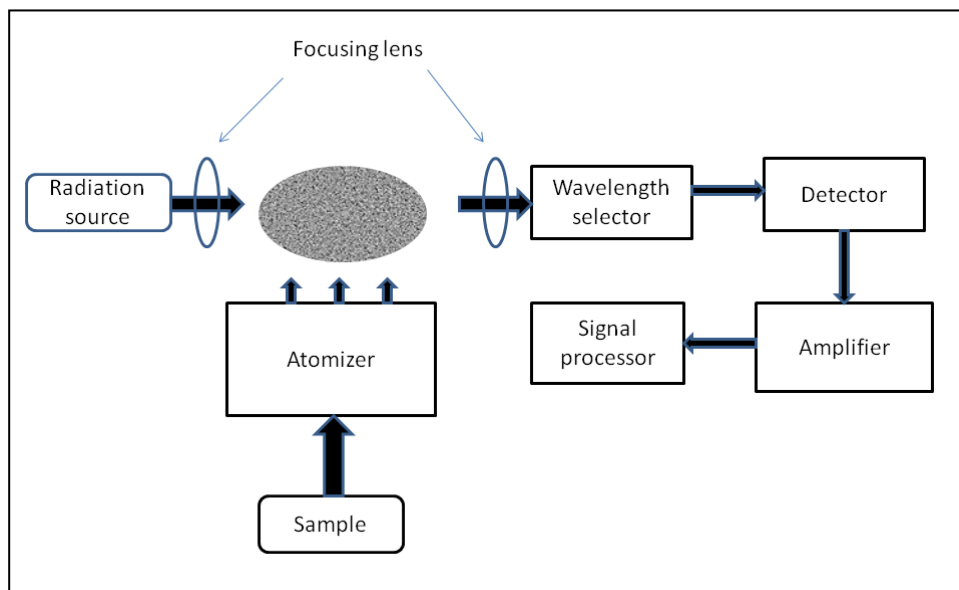 Focusing lens
Radiation
source
Wavelength
selector
Detector
Atomizer
Signal
processor
Amplifier
Sample